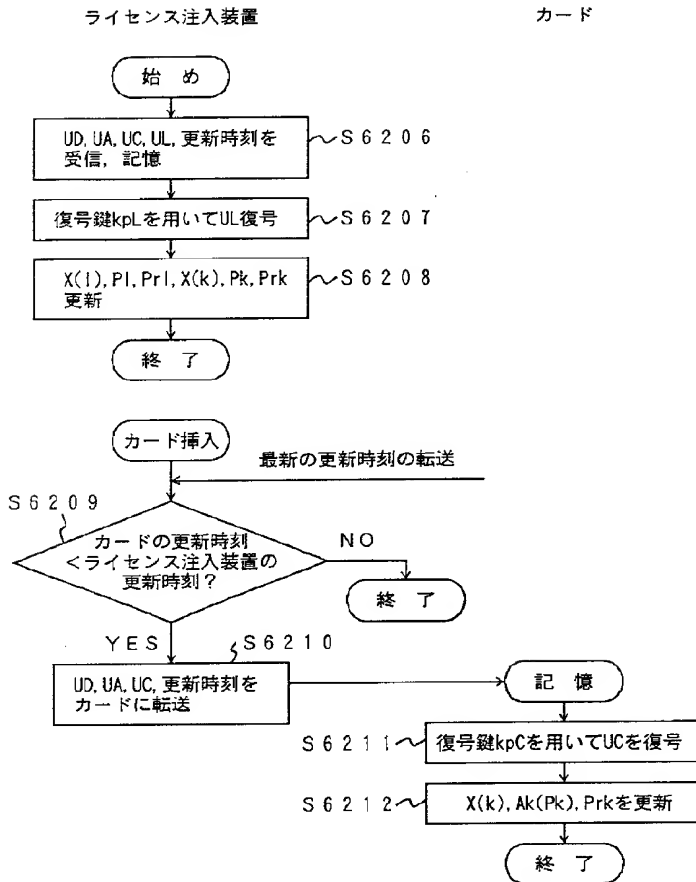 ライセンス注入装置
カード
始 め
UD, UA, UC, UL, 更新時刻を
受信, 記憶
S6206
復号鍵kpLを用いてUL復号
S6207
X(l), Pl, Prl, X(k), Pk, Prk
更新
S6208
終 了
カード挿入
最新の更新時刻の転送
S6209
カードの更新時刻
<ライセンス注入装置の
更新時刻?
NO
終 了
YES
S6210
UD, UA, UC, 更新時刻を
カードに転送
記 憶
S6211
復号鍵kpCを用いてUCを復号
S6212
X(k), Ak(Pk), Prkを更新
終 了